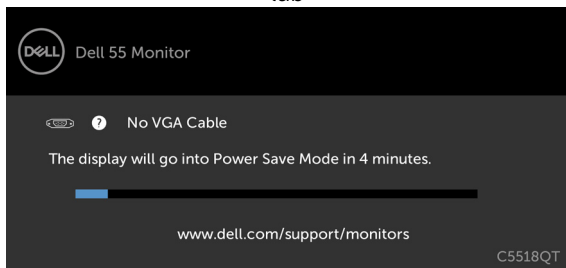 DELL
Dell 55 Monitor
? No VGA Cable
The display will go into Power Save Mode in 4 minutes.
www.dell.com/support/monitors
C5518QT